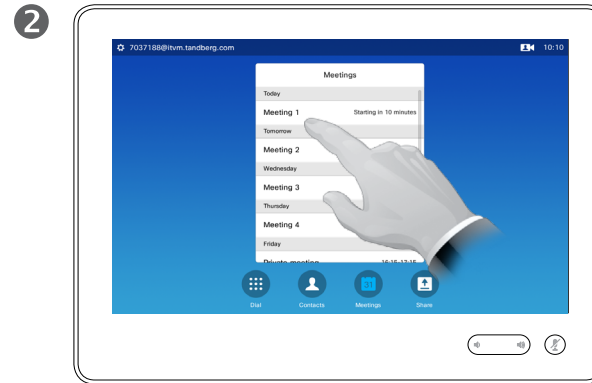 2
7037188@itvm.tandberg.com 10:10
Meetings
Today
Meeting 1 Starting in 10 minutes
Tomorrow
Meeting 2
Wednesday
Meeting 3
Thursday
Meeting 4
Friday
Private meeting 16:15-17:15
31
Dial Contacts Meetings Share